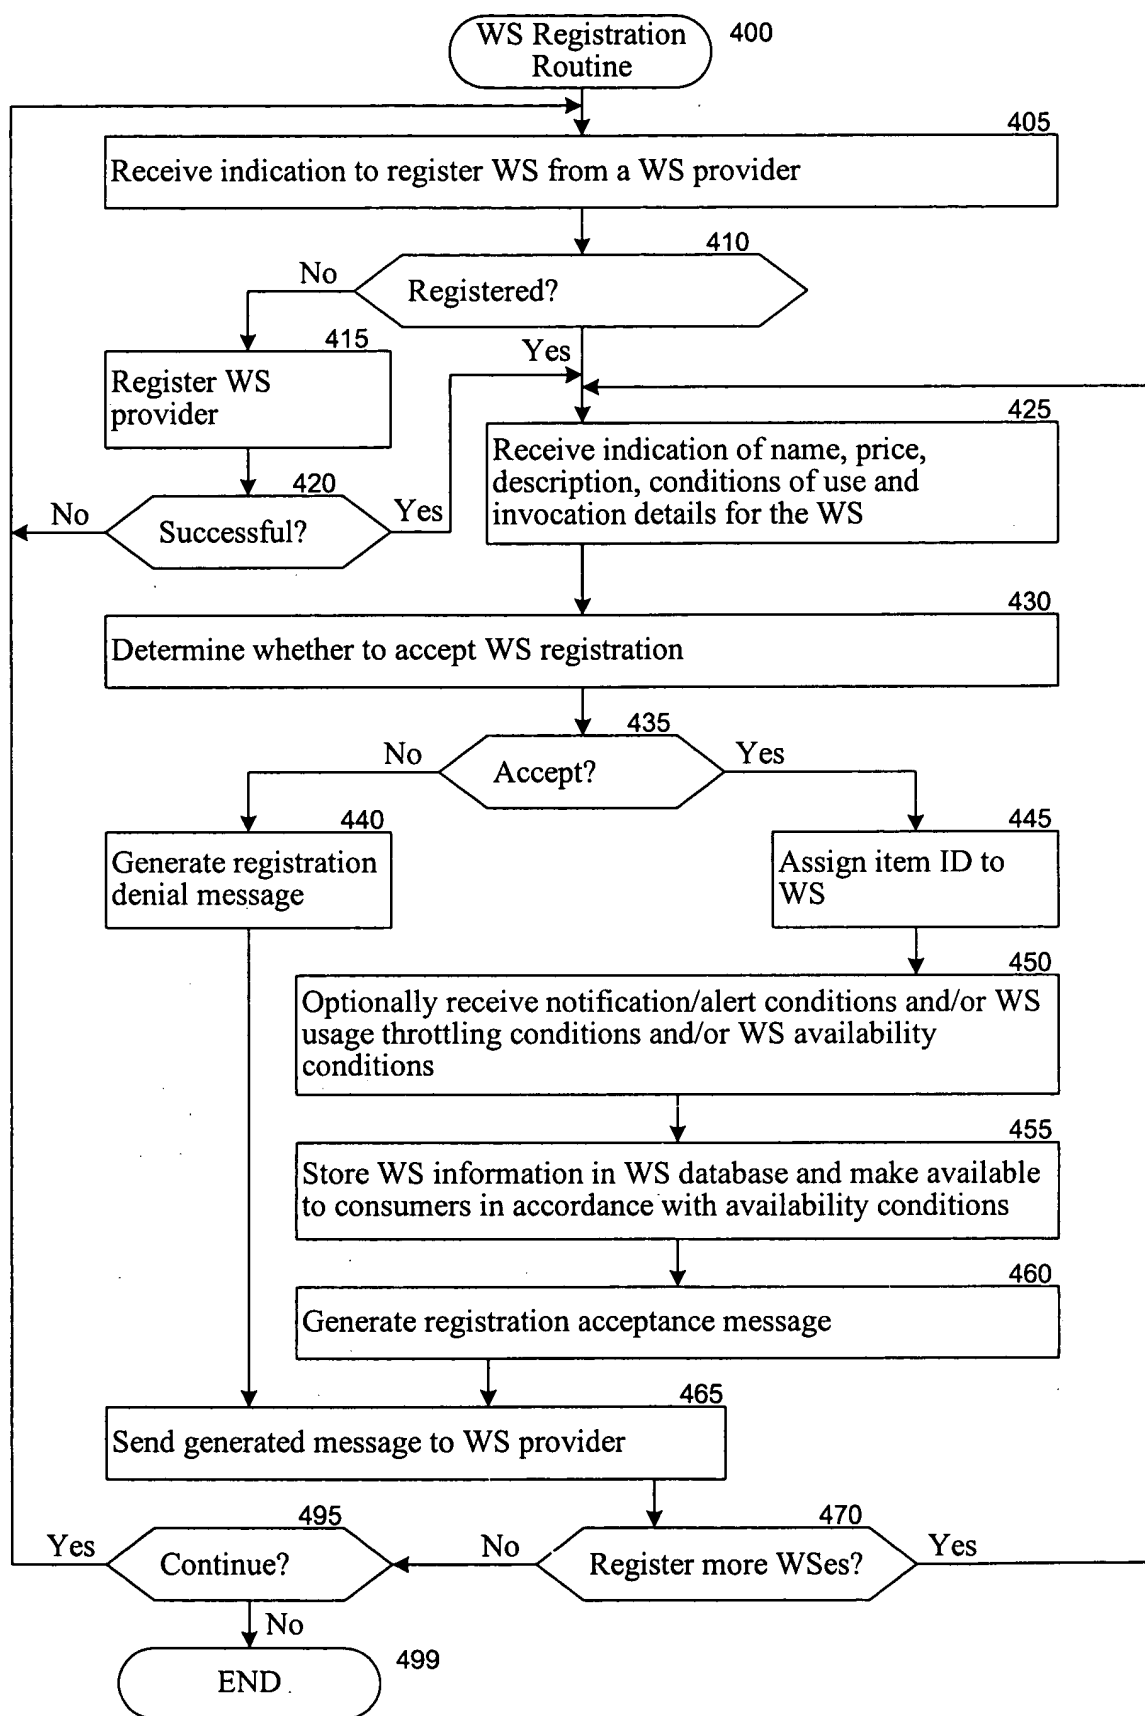 WS Registration
Routine
400
405
Receive indication to register WS from a WS provider
410
No
Registered?
415
Yes
Register WS
provider
425
Receive indication of name, price,
description, conditions of use and
invocation details for the WS
420
No
Yes
Successful?
430
Determine whether to accept WS registration
435
No
Yes
Accept?
440
445
Generate registration
denial message
Assign item ID to
WS
450
Optionally receive notification/alert conditions and/or WS
usage throttling conditions and/or WS availability
conditions
455
Store WS information in WS database and make available
to consumers in accordance with availability conditions
460
Generate registration acceptance message
465
Send generated message to WS provider
495
470
Yes
No
Yes
Continue?
Register more WSes?
No
499
END